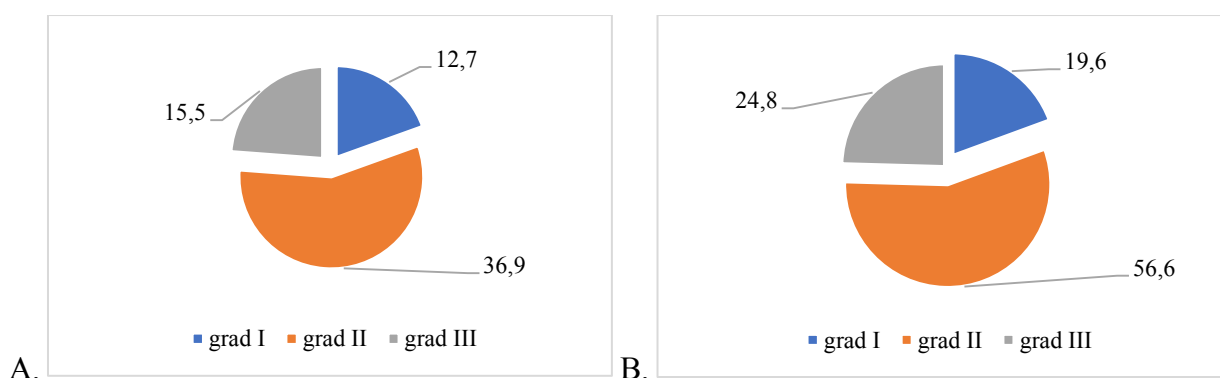 12,7
15,5
36,9
grad I grad II grad III
A.
19,6
24,8
56,6
grad I grad II grad III
B.